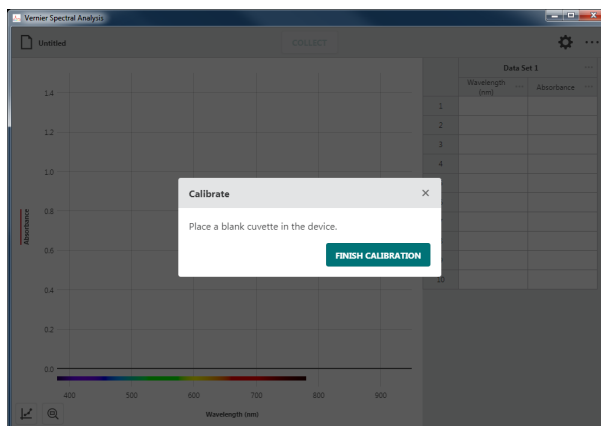 Vernier Spectral Analysis
Untitled
COLLECT
Data Set 1
Wavelength (nm)
Absorbance
1
2
3
4
10
Calibrate
Place a blank cuvette in the device.
FINISH CALIBRATION
Absorbance
1.4
1.2
1.0
0.8
0.6
0.4
0.2
0.0
400 500 600 700 800 900
Wavelength (nm)